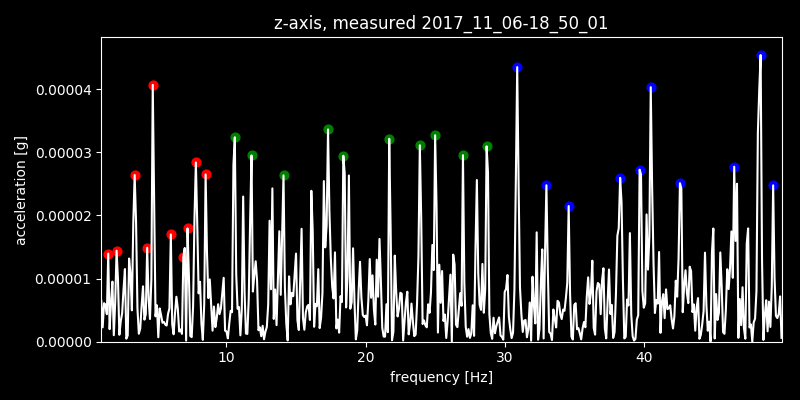 z-axis, measured 2017_11_06-18_50_01
0.00004
0.00003
0.00002
0.00001
0.00000
acceleration [g]
10 20 30 40
frequency [Hz]